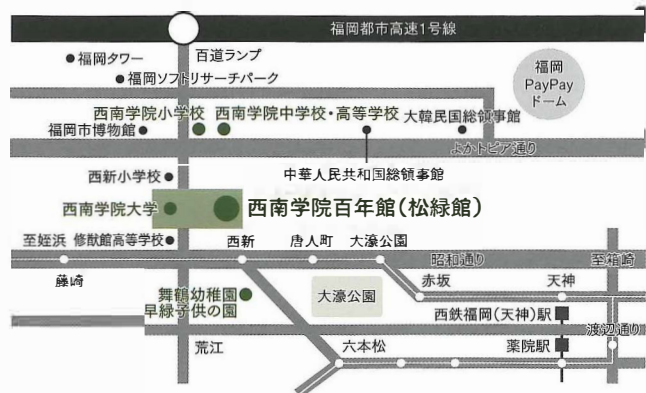 福岡都市高速1号線
百道ランプ
福岡タワー
福岡ソフトリサーチパーク
福岡
PayPay
ドーム
西南学院小学校
西南学院中学校・高等学校
大韓民国総領事館
福岡市博物館
よかトピア通り
中華人民共和国総領事館
西新小学校
西南学院大学
西南学院百年館(松緑館)
至姪浜
修猷館高等学校
西新
唐人町
大濠公園
昭和通り
至箱崎
藤崎
赤坂
天神
舞鶴幼稚園
早緑子供の園
大濠公園
西鉄福岡(天神)駅
渡辺通り
荒江
六本松
薬院駅